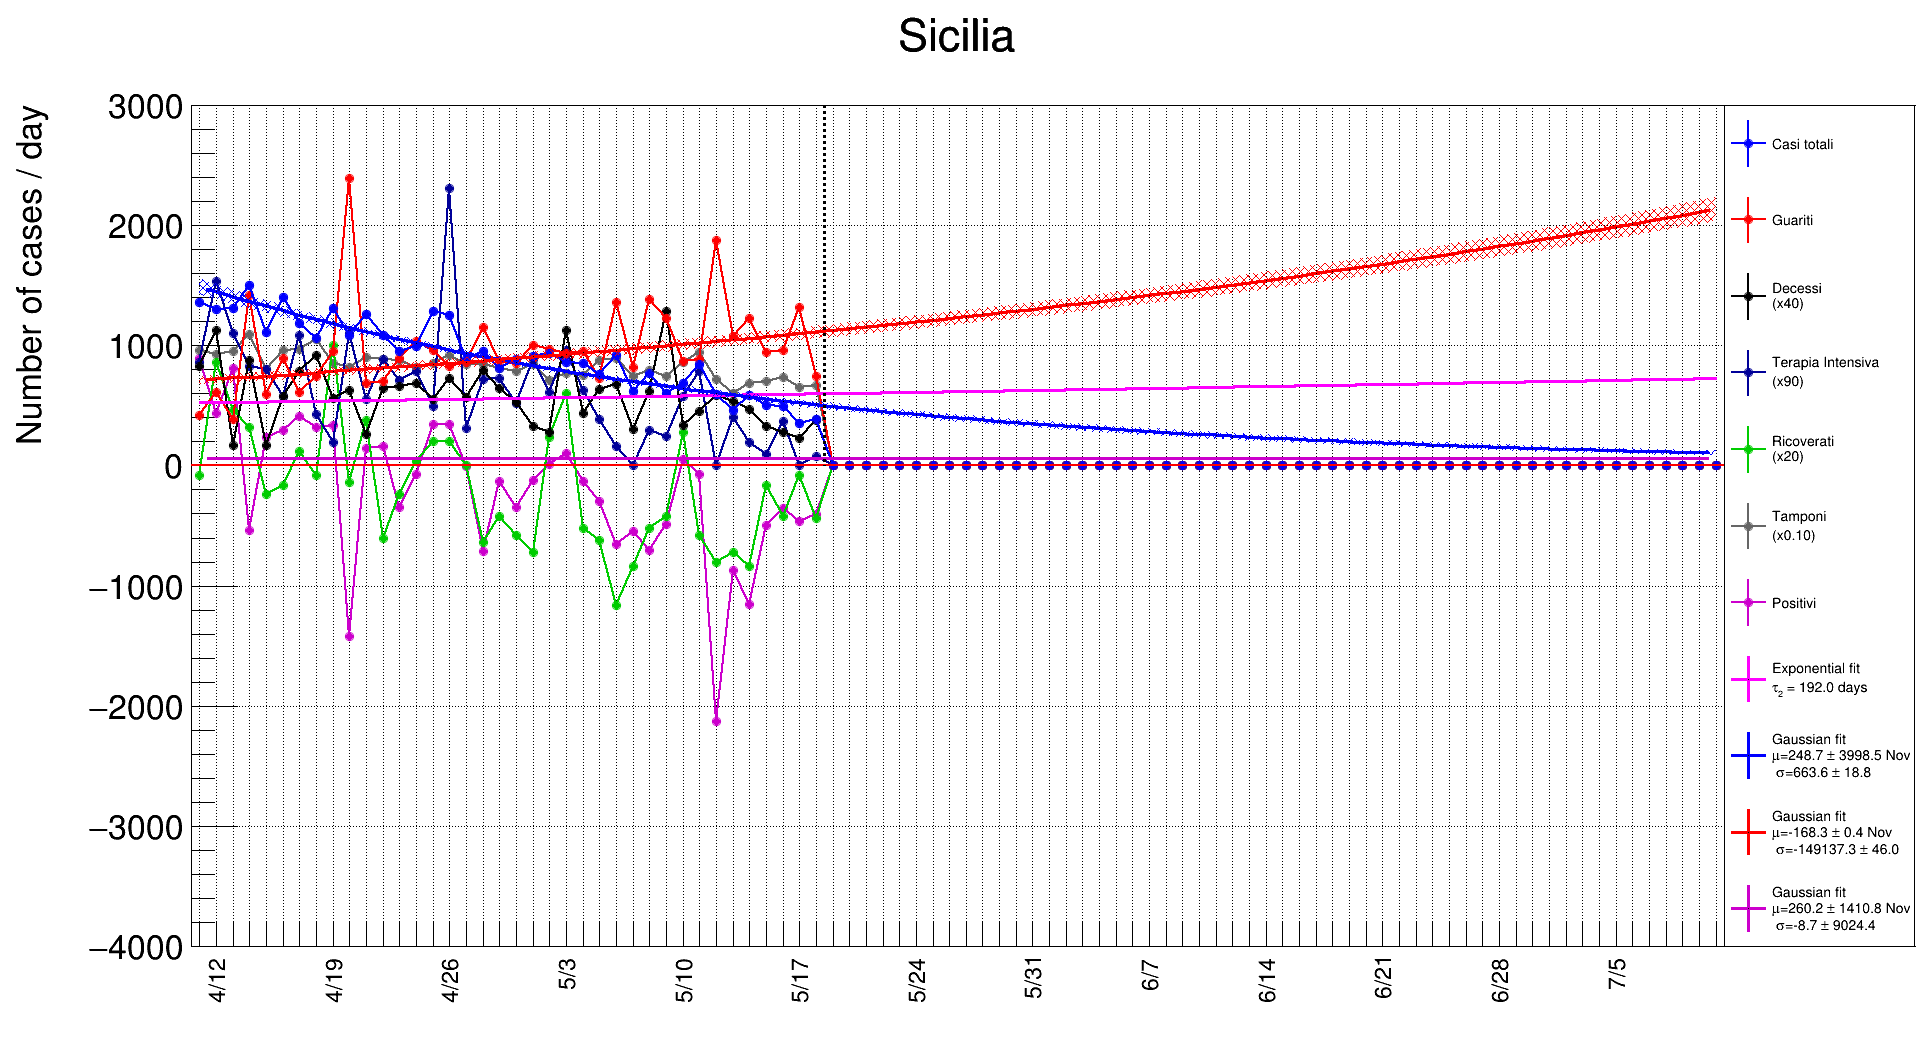 Sicilia
Number of cases / day
3000
2000
1000
0
−1000
−2000
−3000
−4000
4/12
4/19
4/26
5/3
5/10
5/17
5/24
5/31
6/7
6/14
6/21
6/28
7/5
Casi totali
Guariti
Decessi
(x40)
Terapia Intensiva
(x90)
Ricoverati
(x20)
Tamponi
(x0.10)
Positivi
Exponential fit
τ2 = 192.0 days
Gaussian fit
μ=248.7 ± 3998.5 Nov
σ=663.6 ± 18.8
Gaussian fit
μ=-168.3 ± 0.4 Nov
σ=-149137.3 ± 46.0
Gaussian fit
μ=260.2 ± 1410.8 Nov
σ=-8.7 ± 9024.4